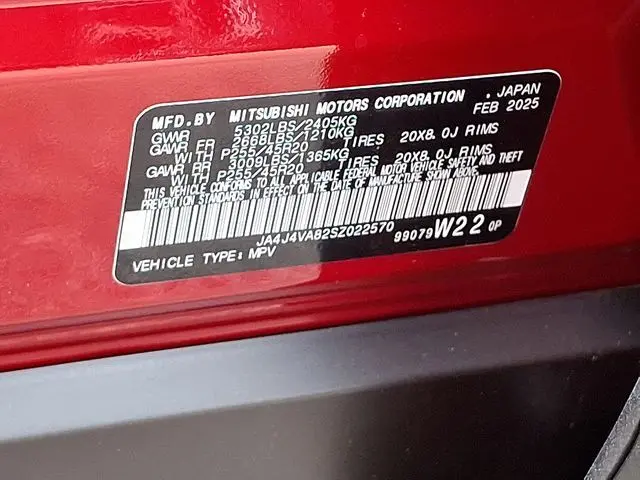 MFD.BY MITSUBISHI MOTORS CORPORATION . JAPAN
FEB 2025
GVWR 5302LBS/2405KG
GAWR FR 2668LBS/1210KG
WITH P255/45R20 TIRES 20X8.0J RIMS
GAWR RR 3009LBS/1365KG
WITH P255/45R20 TIRES 20X8.0J RIMS
THIS VEHICLE CONFORMS TO ALL APPLICABLE FEDERAL MOTOR VEHICLE SAFETY AND THEFT
PREVENTION STANDARDS IN EFFECT ON THE DATE OF MANUFACTURE SHOWN ABOVE.
JA4J4VA82SZ022570
99079 W22 0P
VEHICLE TYPE: MPV